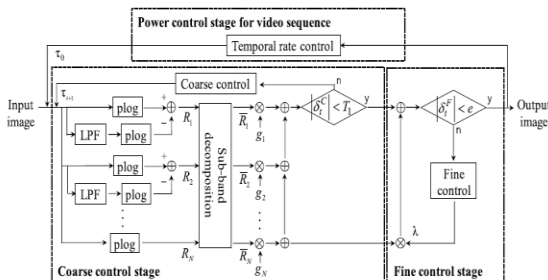 Power control stage for video sequence
τ0
Temporal rate control
Coarse control
n
Input image
τt+1
plog
+
−
R1
R̅1
g1
|δtC| < T1
y
|δtF| < e
y
Output image
LPF
plog
plog
+
−
R2
Sub-band decomposition
R̅2
g2
n
Fine control
LPF
plog
plog
RN
R̅N
gN
λ
Coarse control stage
Fine control stage